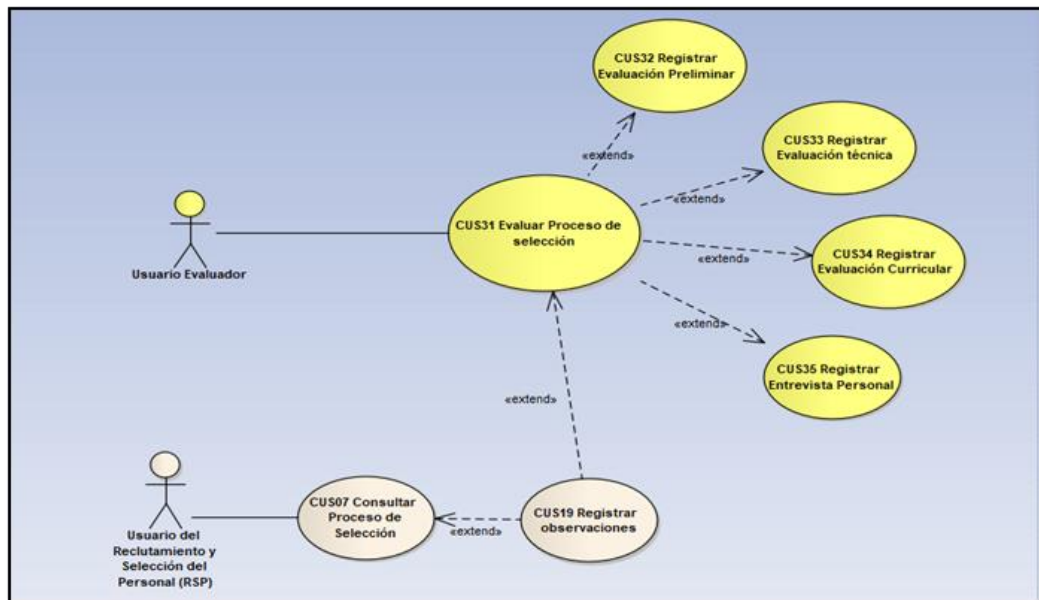 CUS32 Registrar
Evaluación Preliminar
«extend»
CUS33 Registrar
Evaluación técnica
«extend»
CUS31 Evaluar Proceso de
selección
Usuario Evaluador
CUS34 Registrar
Evaluación Curricular
«extend»
«extend»
CUS35 Registrar
Entrevista Personal
«extend»
CUS07 Consultar
Proceso de
Selección
«extend»
CUS19 Registrar
observaciones
Usuario del
Reclutamiento y
Selección del
Personal (RSP)